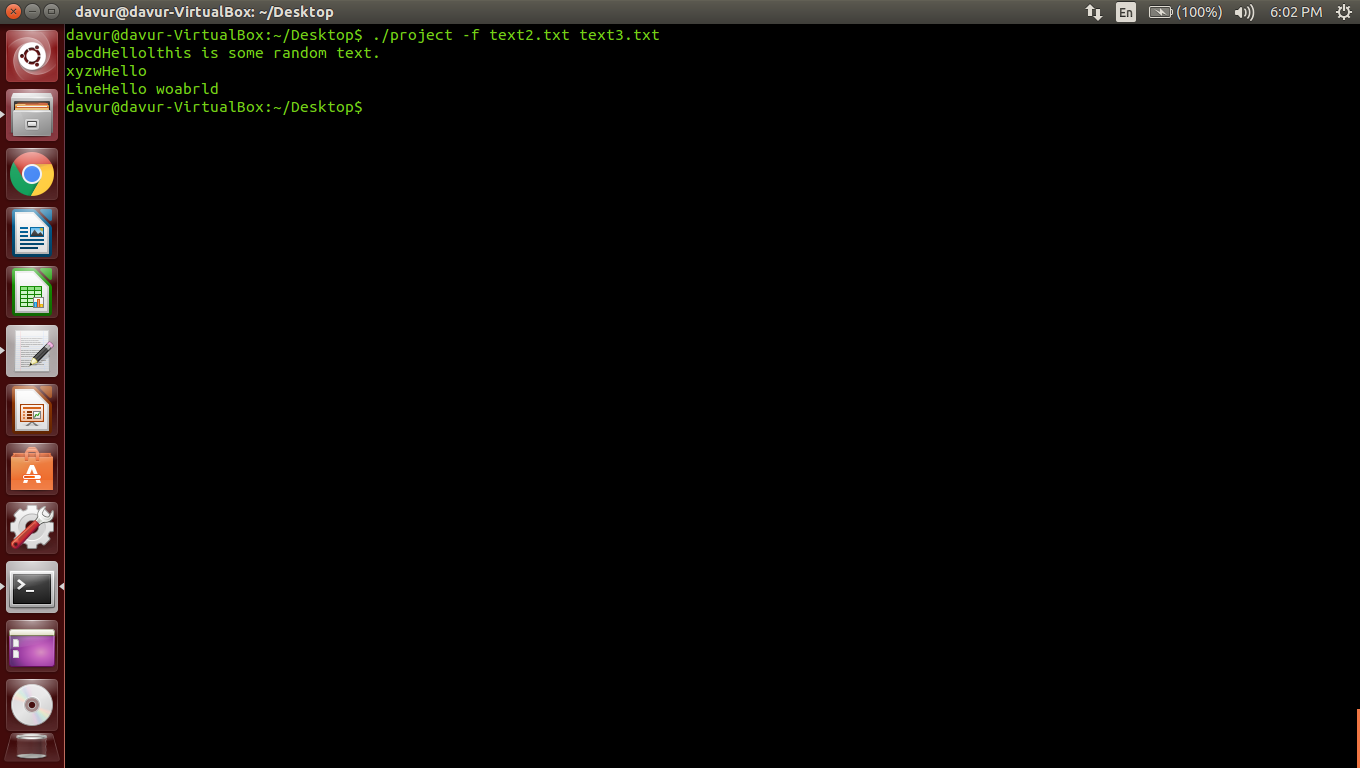 davur@davur-VirtualBox: ~/Desktop
En
(100%)
6:02 PM
davur@davur-VirtualBox:~/Desktop$ ./project -f text2.txt text3.txt
abcdHellolthis is some random text.
xyzwHello
LineHello woabrld
davur@davur-VirtualBox:~/Desktop$